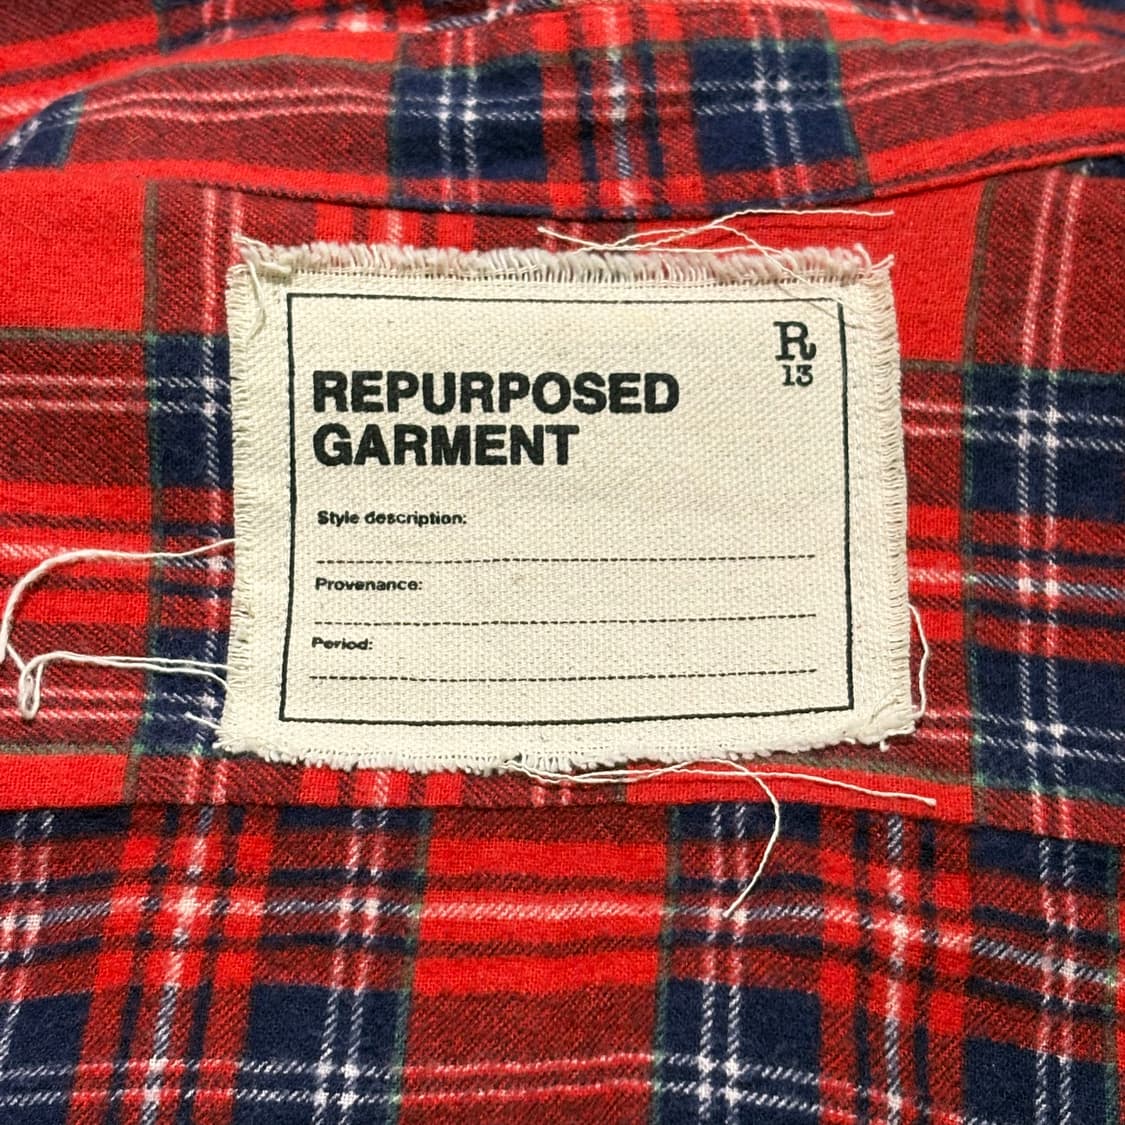 R
13
REPURPOSED
GARMENT
Style description:
Provenance:
Period: